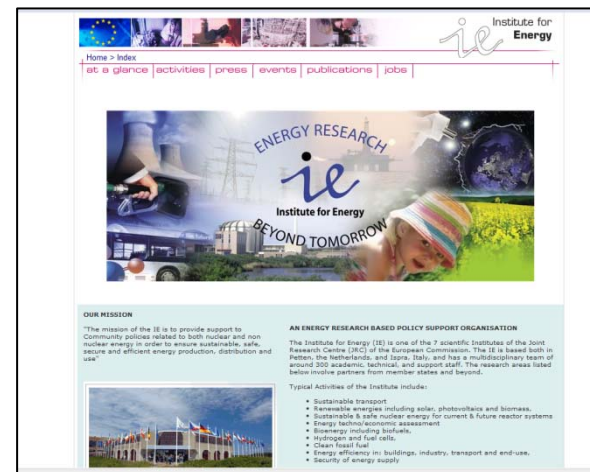 ie
Institute for
Energy
Home > Index
at a glance activities press events publications jobs
ENERGY RESEARCH
ie
Institute for Energy
BEYOND TOMORROW
OUR MISSION
"The mission of the IE is to provide support to
Community policies related to both nuclear and non
nuclear energy in order to ensure sustainable, safe,
secure and efficient energy production, distribution and
use"
AN ENERGY RESEARCH BASED POLICY SUPPORT ORGANISATION
The Institute for Energy (IE) is one of the 7 scientific Institutes of the Joint
Research Centre (JRC) of the European Commission. The IE is based both in
Petten, the Netherlands, and Ispra, Italy, and has a multidisciplinary team of
around 300 academic, technical, and support staff. The research areas listed
below involve partners from member states and beyond.
Typical Activities of the Institute include:
Sustainable transport
Renewable energies including solar, photovoltaics and biomass.
Sustainable & safe nuclear energy for current & future reactor systems
Energy techno/economic assessment
Bioenergy including biofuels,
Hydrogen and fuel cells,
Clean fossil fuel
Energy efficiency in: buildings, industry, transport and end-use,
Security of energy supply